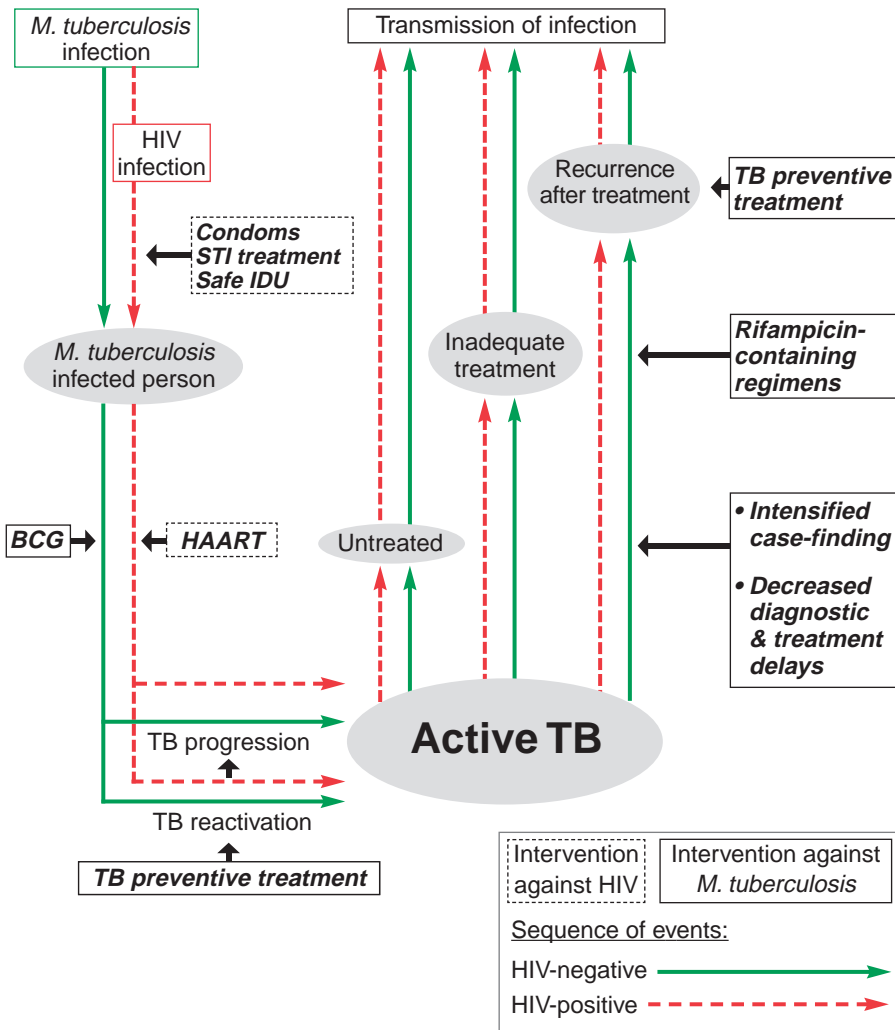 M. tuberculosis
infection
Transmission of infection
HIV
infection
Recurrence
after treatment
TB preventive
treatment
Condoms
STI treatment
Safe IDU
M. tuberculosis
infected person
Inadequate
treatment
Rifampicin-
containing
regimens
BCG
HAART
Untreated
• Intensified
case-finding
• Decreased
diagnostic
& treatment
delays
Active TB
TB progression
TB reactivation
TB preventive treatment
Intervention
against HIV
Intervention against
M. tuberculosis
Sequence of events:
HIV-negative
HIV-positive